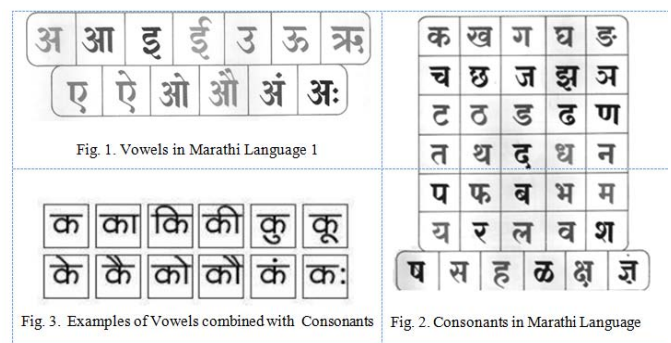 अ आ इ ई उ ऊ ऋ
ए ऐ ओ औ अं अः
Fig. 1. Vowels in Marathi Language 1
क का कि की कु कू
के कै को कौ कं क:
Fig. 3. Examples of Vowels combined with Consonants
क ख ग घ ङ
च छ ज झ ञ
ट ठ ड ढ ण
त थ द ध न
प फ ब भ म
य र ल व श
ष स ह ळ क्ष ज्ञ
Fig. 2. Consonants in Marathi Language